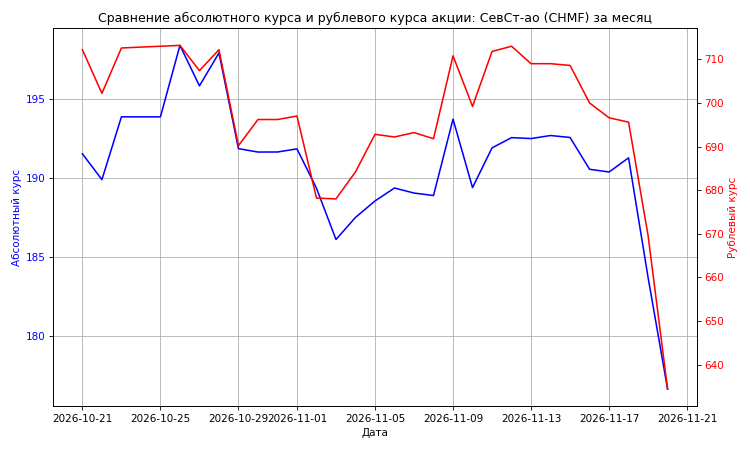 Сравнение абсолютного курса и рублевого курса акции: СевСт-ао (CHMF) за месяц
Абсолютный курс
195
190
185
180
710
700
690
680
670
660
650
640
Рублевый курс
2026-10-21 2026-10-25 2026-10-29 2026-11-01 2026-11-05 2026-11-09 2026-11-13 2026-11-17 2026-11-21
Дата